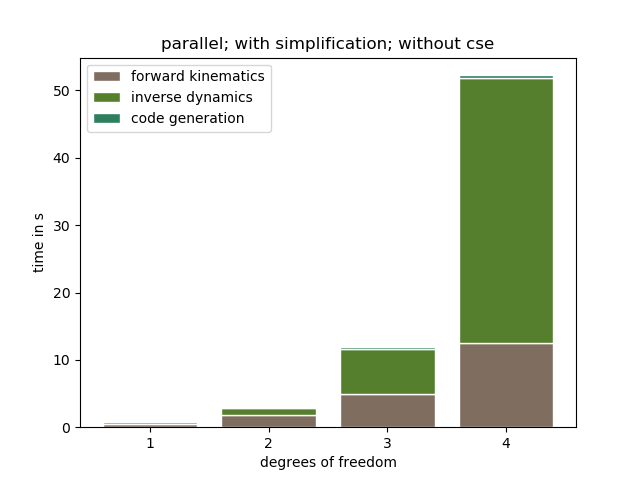 parallel; with simplification; without cse
forward kinematics
inverse dynamics
code generation
time in s
50
40
30
20
10
0
1 2 3 4
degrees of freedom